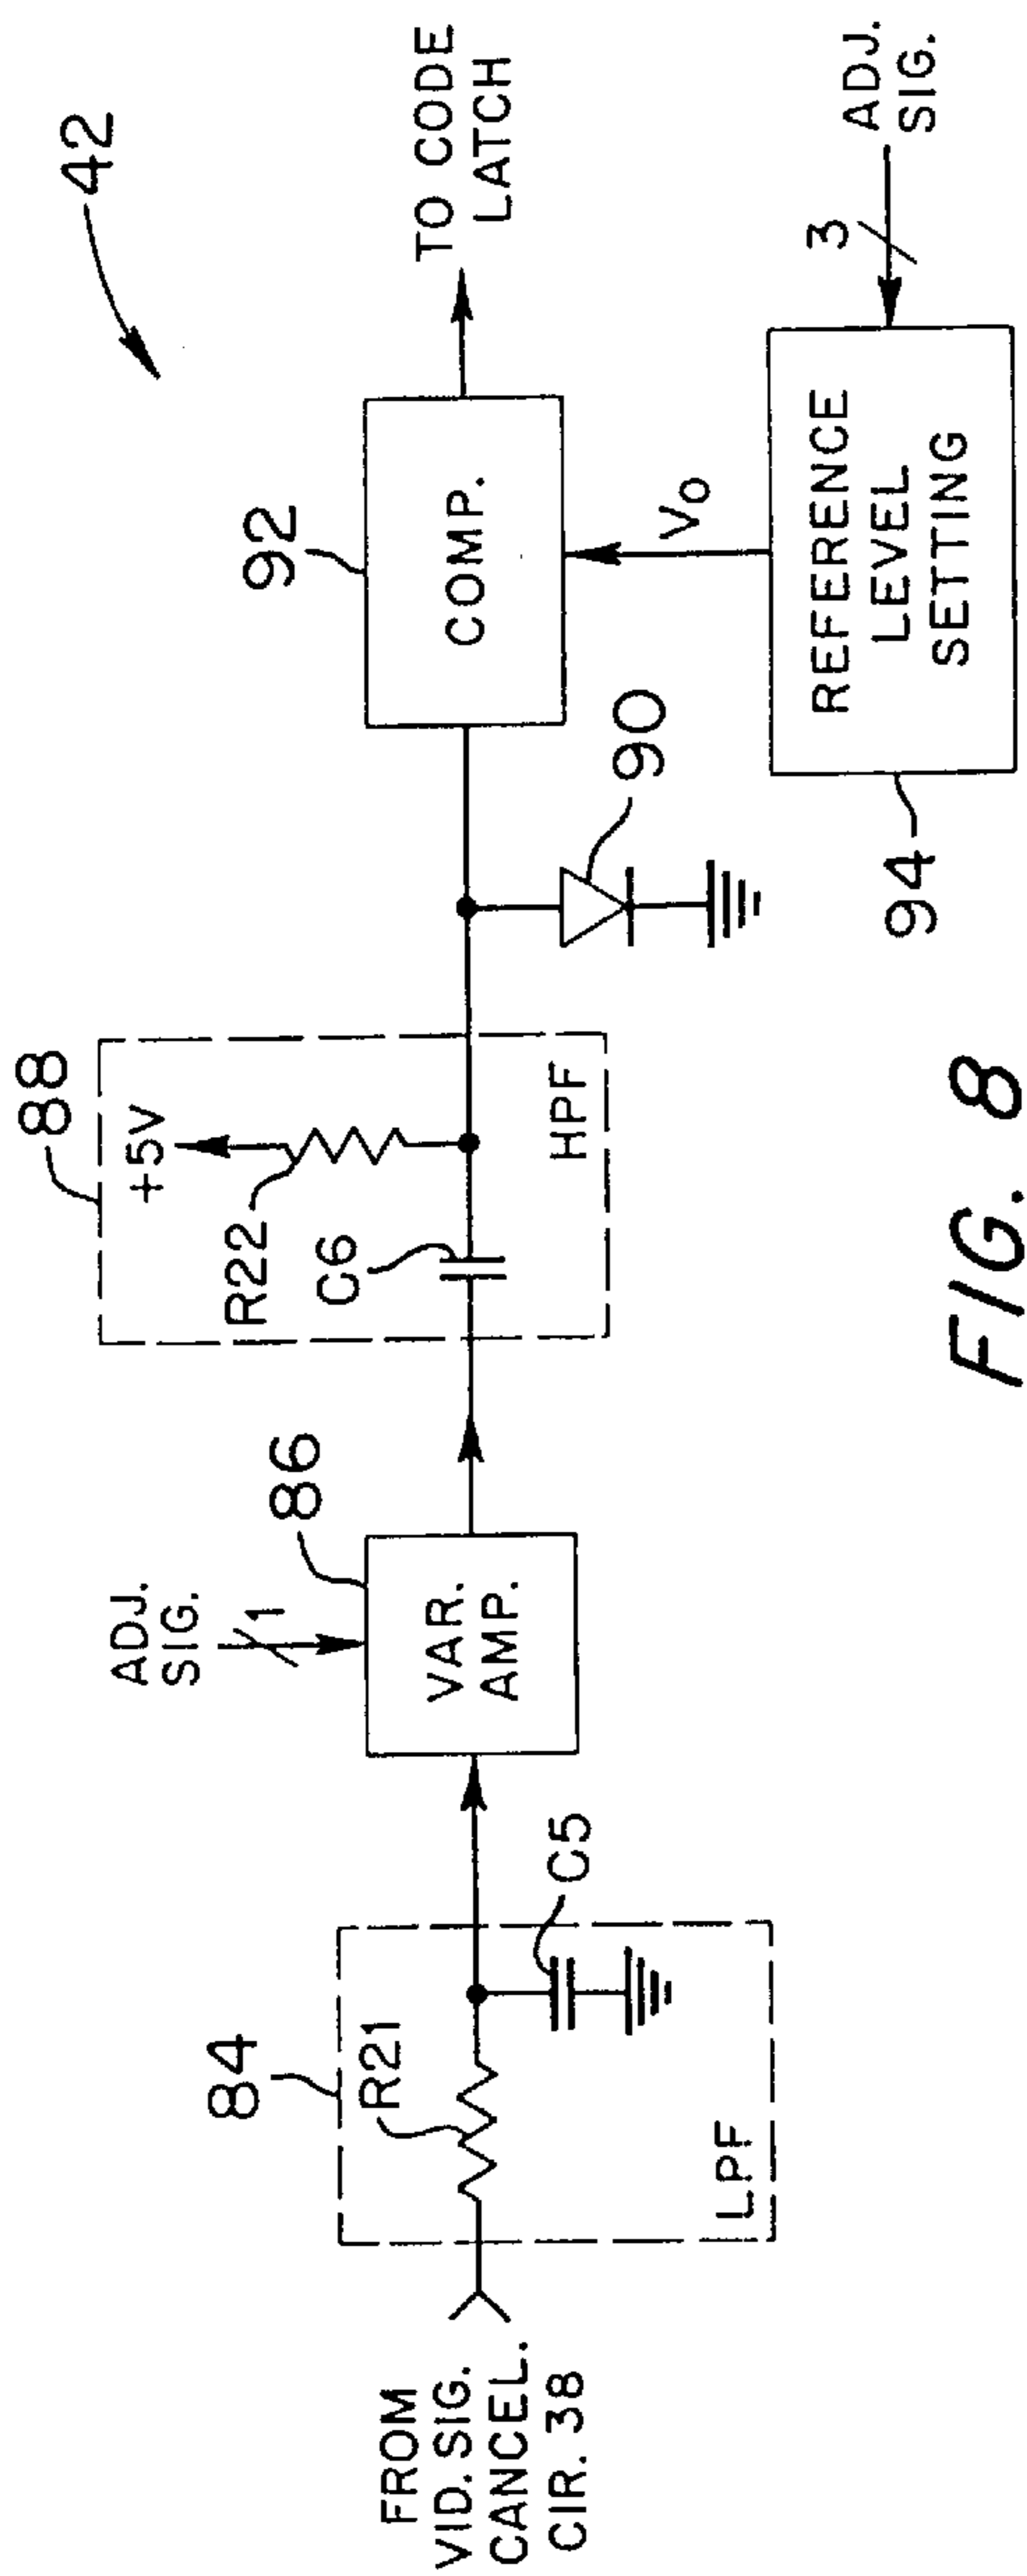 42
FROM
VID. SIG.
CANCEL.
CIR. 38
84
R21
C5
LPF
ADJ.
SIG.
1
86
VAR.
AMP.
88
+5V
R22
C6
HPF
90
92
COMP.
TO CODE
LATCH
V0
94
REFERENCE
LEVEL
SETTING
3
ADJ.
SIG.
FIG. 8